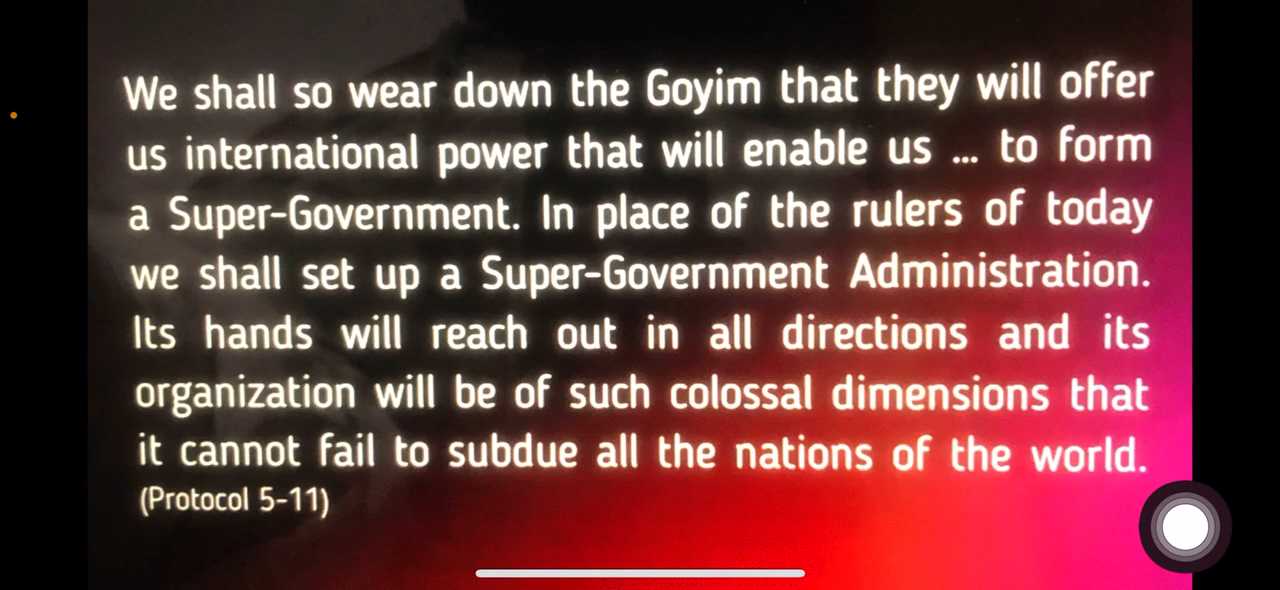 We shall so wear down the Goyim that they will offer
us international power that will enable us ... to form
a Super-Government. In place of the rulers of today
we shall set up a Super-Government Administration.
Its hands will reach out in all directions and its
organization will be of such colossal dimensions that
it cannot fail to subdue all the nations of the world.
(Protocol 5-11)